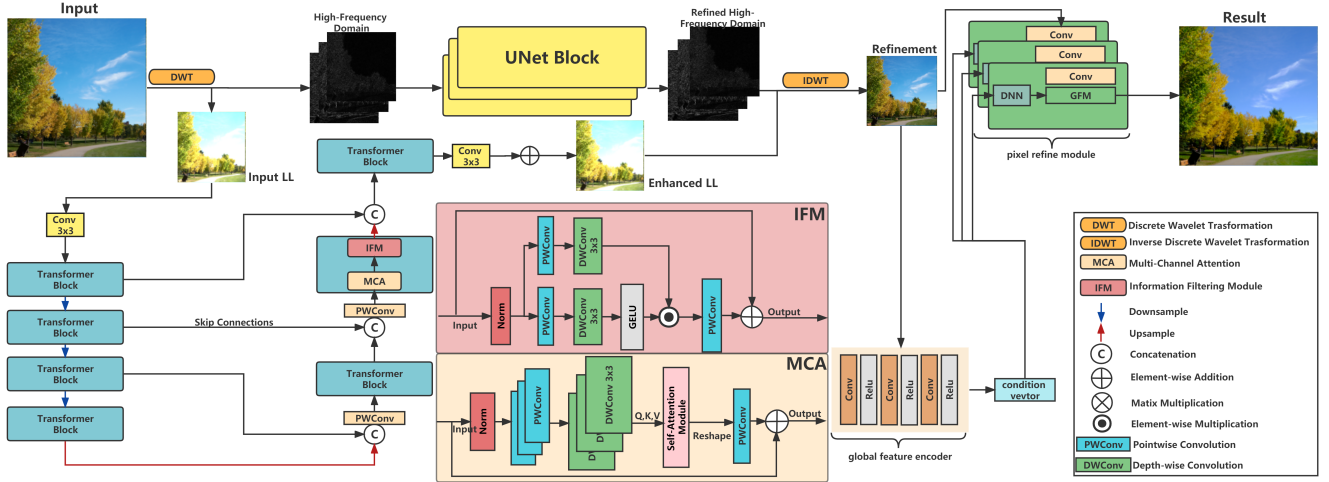 Input
DWT
High-Frequency
Domain
UNet Block
Refined High-
Frequency Domain
IDWT
Refinement
Conv
Conv
Conv
DNN
GFM
pixel refine module
Result
Input LL
Transformer
Block
Conv
3x3
Enhanced LL
Conv
3x3
Transformer
Block
Transformer
Block
Transformer
Block
Transformer
Block
Skip Connections
C
IFM
MCA
PWConv
C
Transformer
Block
PWConv
C
IFM
Input
Norm
PWConv
DWConv
3x3
PWConv
DWConv
3x3
GELU
PWConv
Output
MCA
Input
Norm
PWConv
DWConv 3x3
DV
D
Q,K,V
Self-Attention
Module
Reshape
PWConv
Output
Conv
Relu
Conv
Relu
Conv
Relu
global feature encoder
condition
vevtor
DWT
Discrete Wavelet Trasformation
IDWT
Inverse Discrete Wavelet Trasformation
MCA
Multi-Channel Attention
IFM
Information Filtering Module
Downsample
Upsample
C
Concatenation
Element-wise Addition
Matix Multiplication
Element-wise Multiplication
PWConv
Pointwise Convolution
DWConv
Depth-wise Convolution